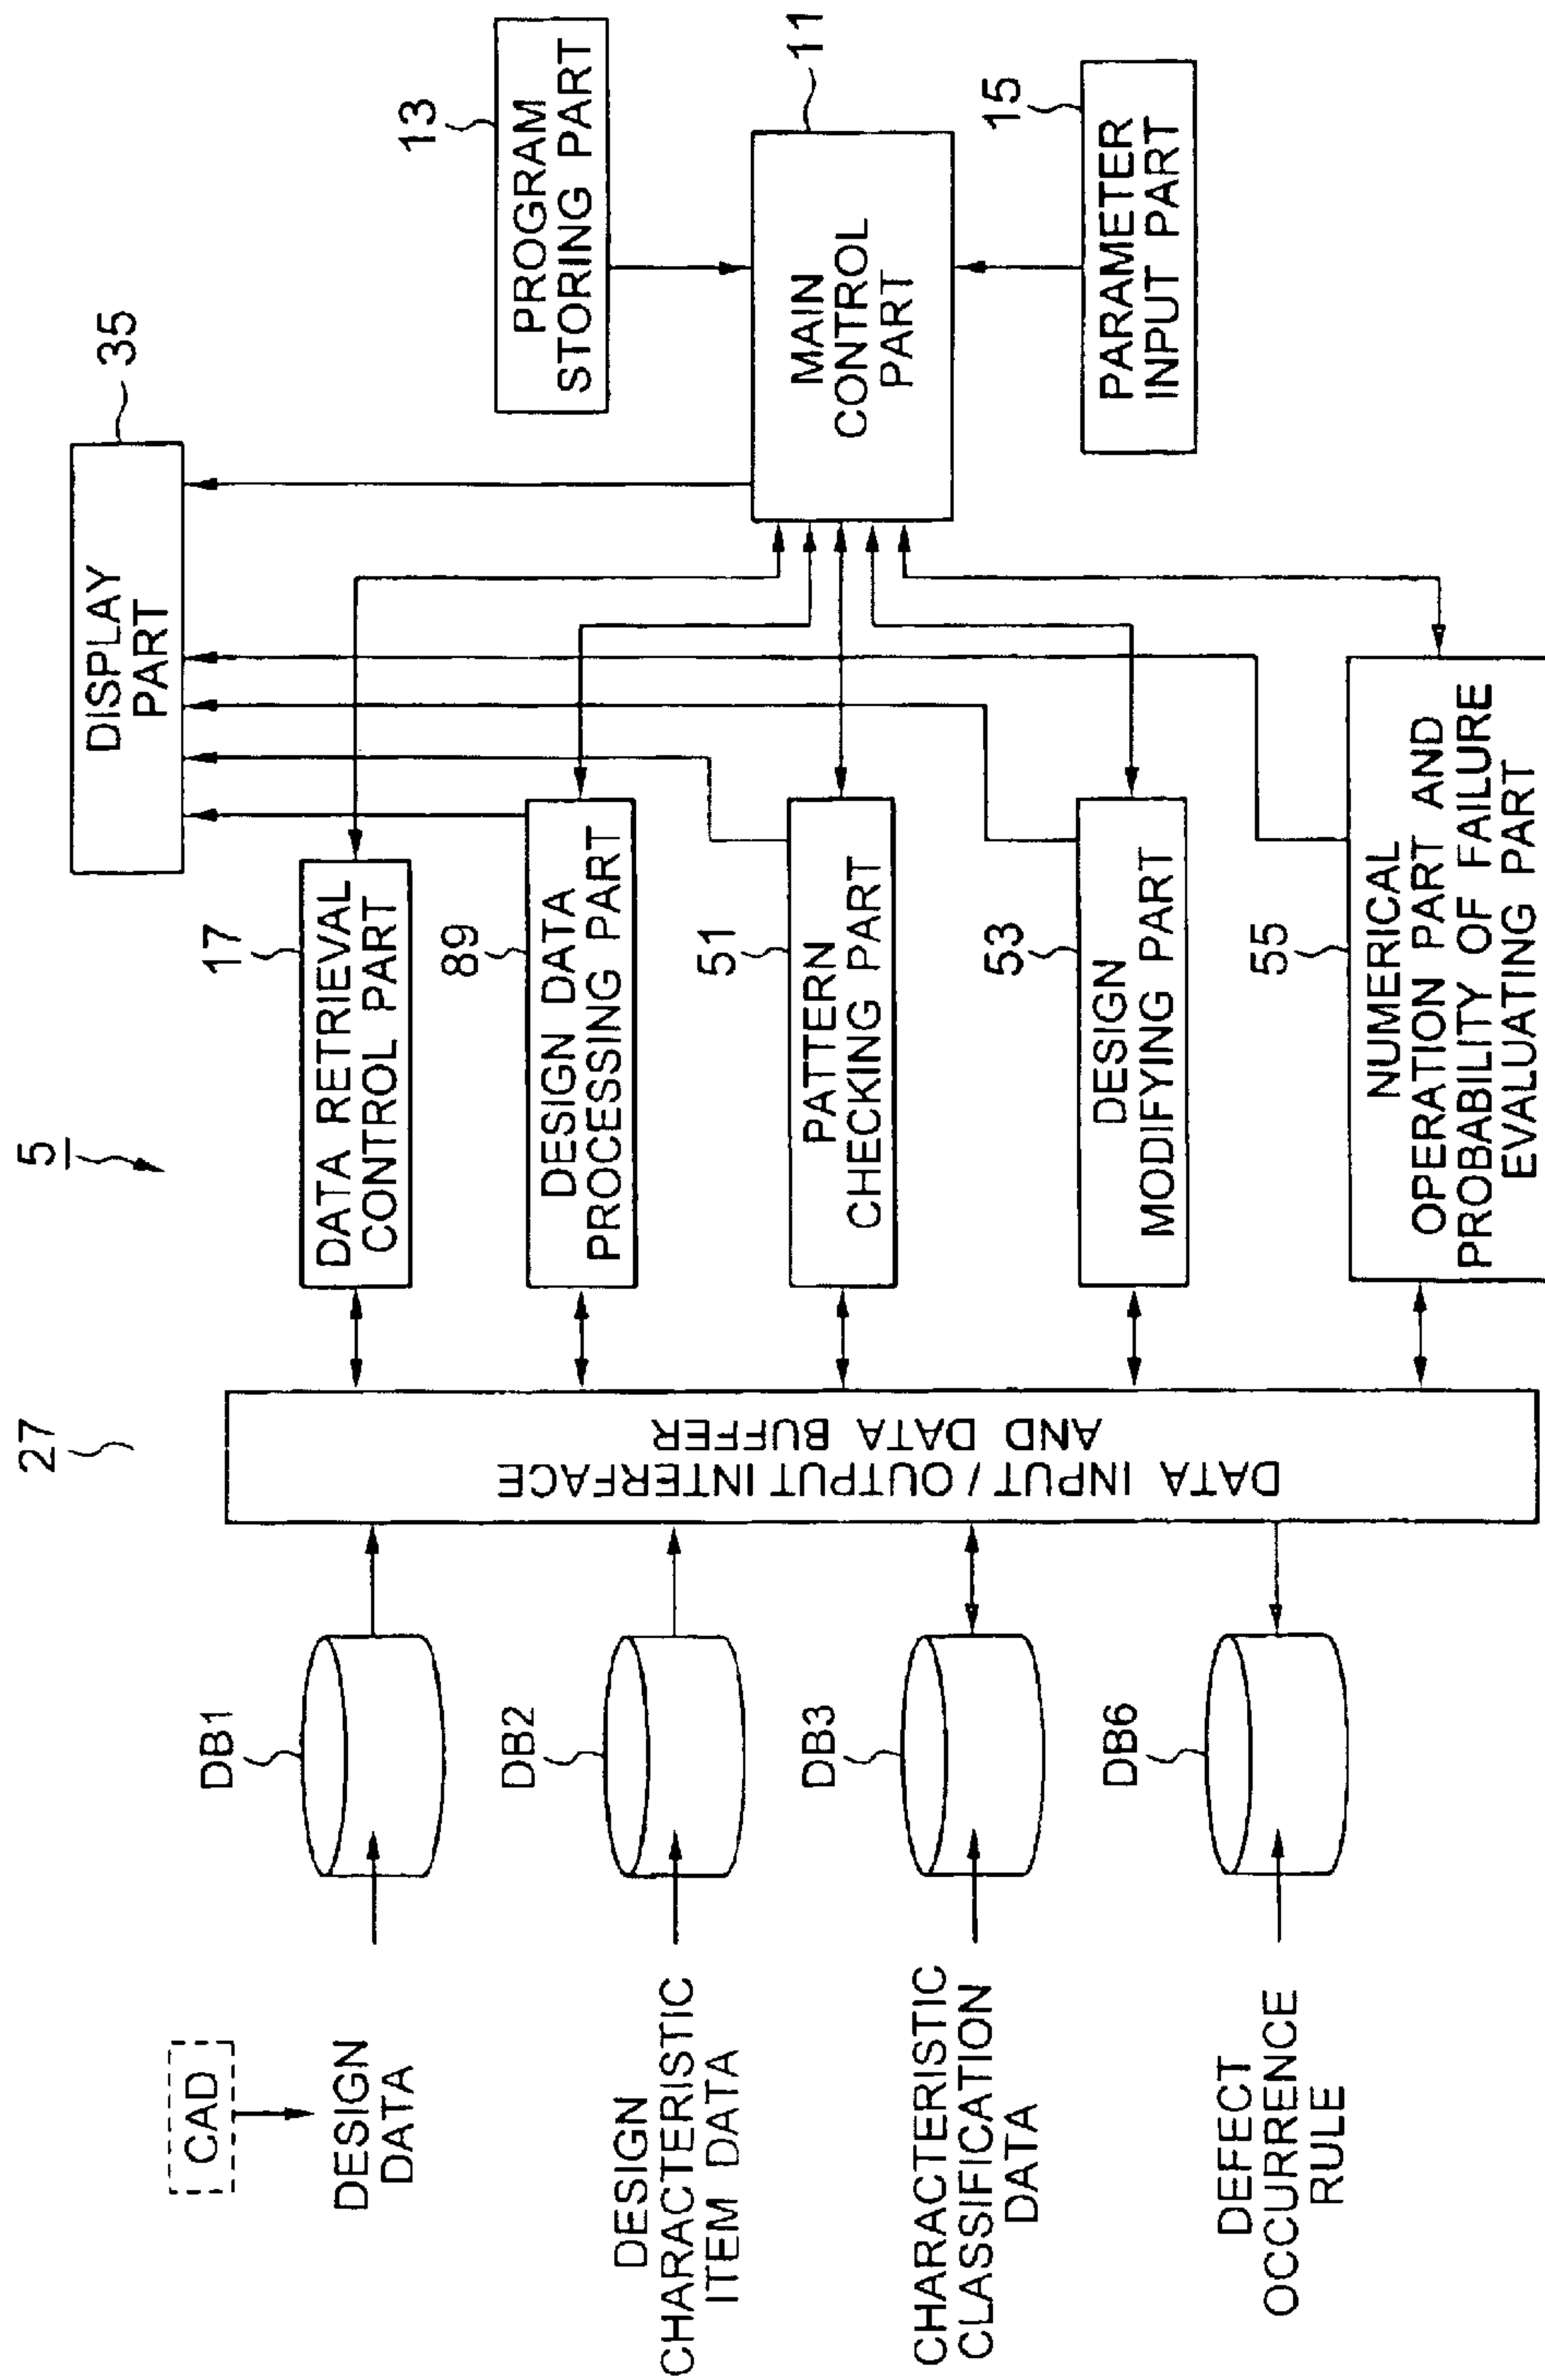 5
CAD
DESIGN
DATA
DB1
DESIGN
CHARACTERISTIC
ITEM DATA
DB2
CHARACTERISTIC
CLASSIFICATION
DATA
DB3
DEFECT
OCCURRENCE
RULE
DB6
27
DATA INPUT / OUTPUT INTERFACE
AND DATA BUFFER
17
DATA RETRIEVAL
CONTROL PART
89
DESIGN DATA
PROCESSING PART
51
PATTERN
CHECKING PART
53
DESIGN
MODIFYING PART
55
NUMERICAL
OPERATION PART AND
PROBABILITY OF FAILURE
EVALUATING PART
35
DISPLAY
PART
13
PROGRAM
STORING PART
11
MAIN
CONTROL
PART
15
PARAMETER
INPUT PART